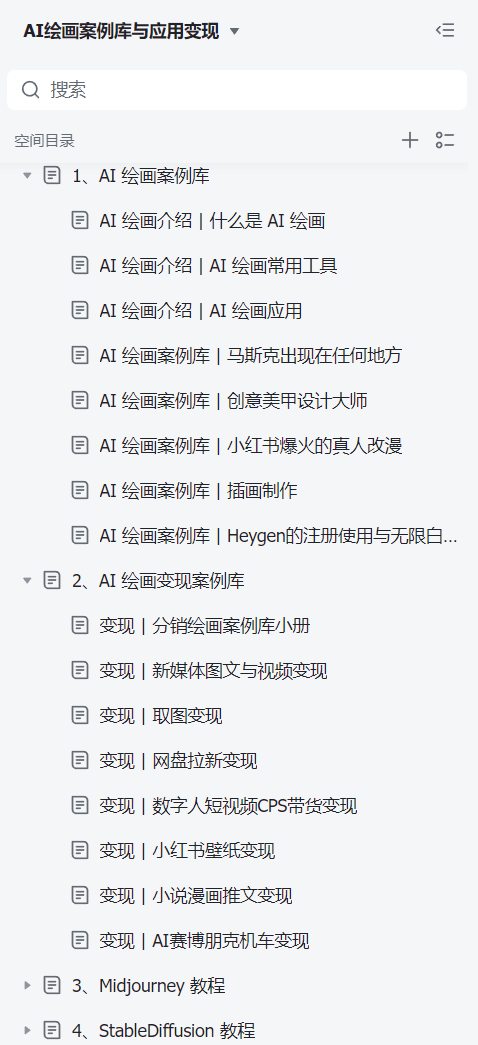 AI绘画案例库与应用变现
搜索
空间目录
1、AI 绘画案例库
AI 绘画介绍 | 什么是 AI 绘画
AI 绘画介绍 | AI 绘画常用工具
AI 绘画介绍 | AI 绘画应用
AI 绘画案例库 | 马斯克出现在任何地方
AI 绘画案例库 | 创意美甲设计大师
AI 绘画案例库 | 小红书爆火的真人改漫
AI 绘画案例库 | 插画制作
AI 绘画案例库 | Heygen的注册使用与无限白...
2、AI 绘画变现案例库
变现 | 分销绘画案例库小册
变现 | 新媒体图文与视频变现
变现 | 取图变现
变现 | 网盘拉新变现
变现 | 数字人短视频CPS带货变现
变现 | 小红书壁纸变现
变现 | 小说漫画推文变现
变现 | AI赛博朋克机车变现
3、Midjourney 教程
4、StableDiffusion 教程